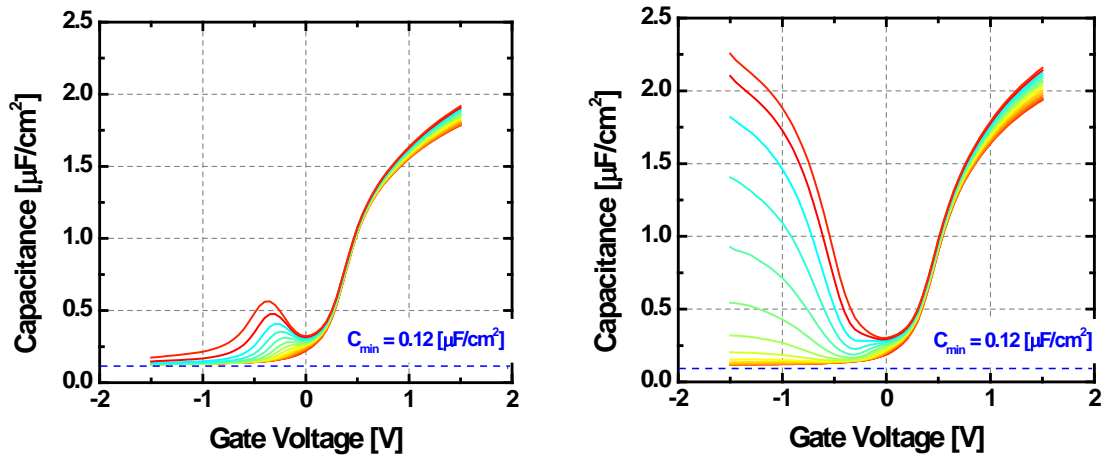 2.5
2.0
1.5
1.0
0.5
0.0
Capacitance [µF/cm²]
C_min = 0.12 [µF/cm²]
-2 -1 0 1 2
Gate Voltage [V]
2.5
2.0
1.5
1.0
0.5
0.0
Capacitance [µF/cm²]
C_min = 0.12 [µF/cm²]
-2 -1 0 1 2
Gate Voltage [V]